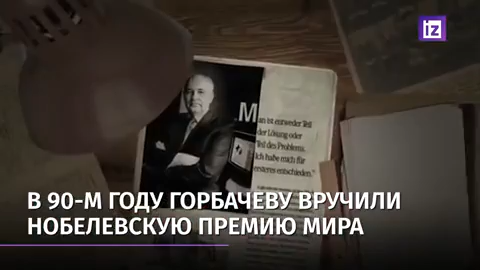 iz
.M
an ist entweder Teil
der Lösung oder
Teil des Problems.
Ich habe mich für
ersteres entschieden."
В 90-М ГОДУ ГОРБАЧЕВУ ВРУЧИЛИ
НОБЕЛЕВСКУЮ ПРЕМИЮ МИРА